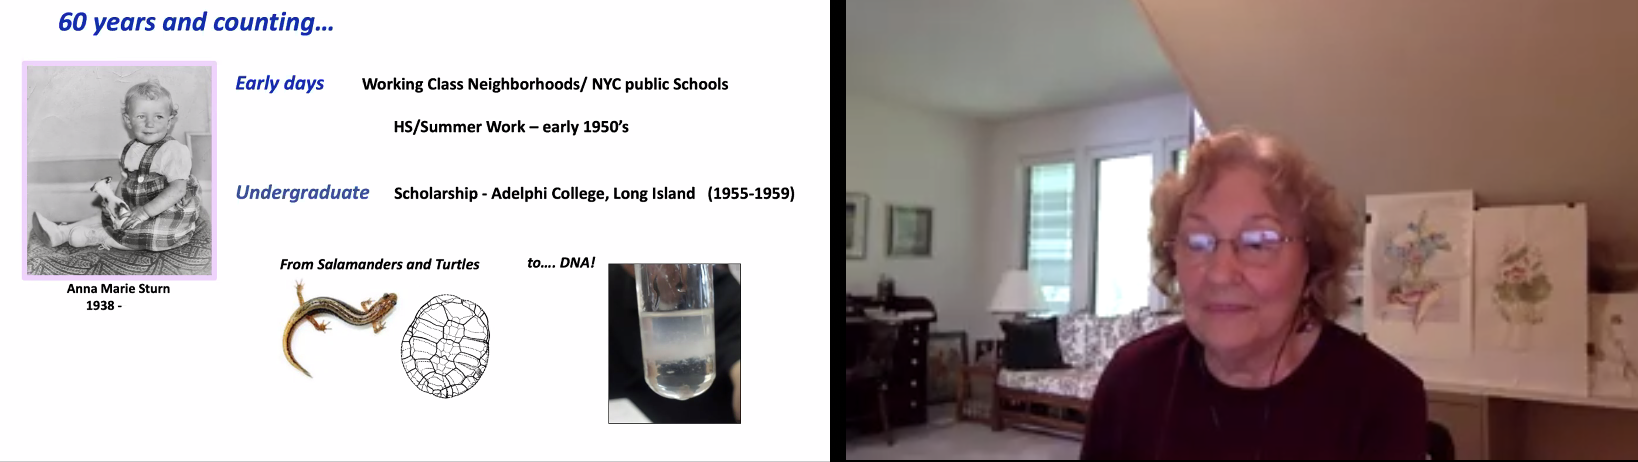 60 years and counting...
Early days Working Class Neighborhoods/ NYC public Schools
HS/Summer Work – early 1950's
Undergraduate Scholarship - Adelphi College, Long Island (1955-1959)
From Salamanders and Turtles to.... DNA!
Anna Marie Sturn
1938 -